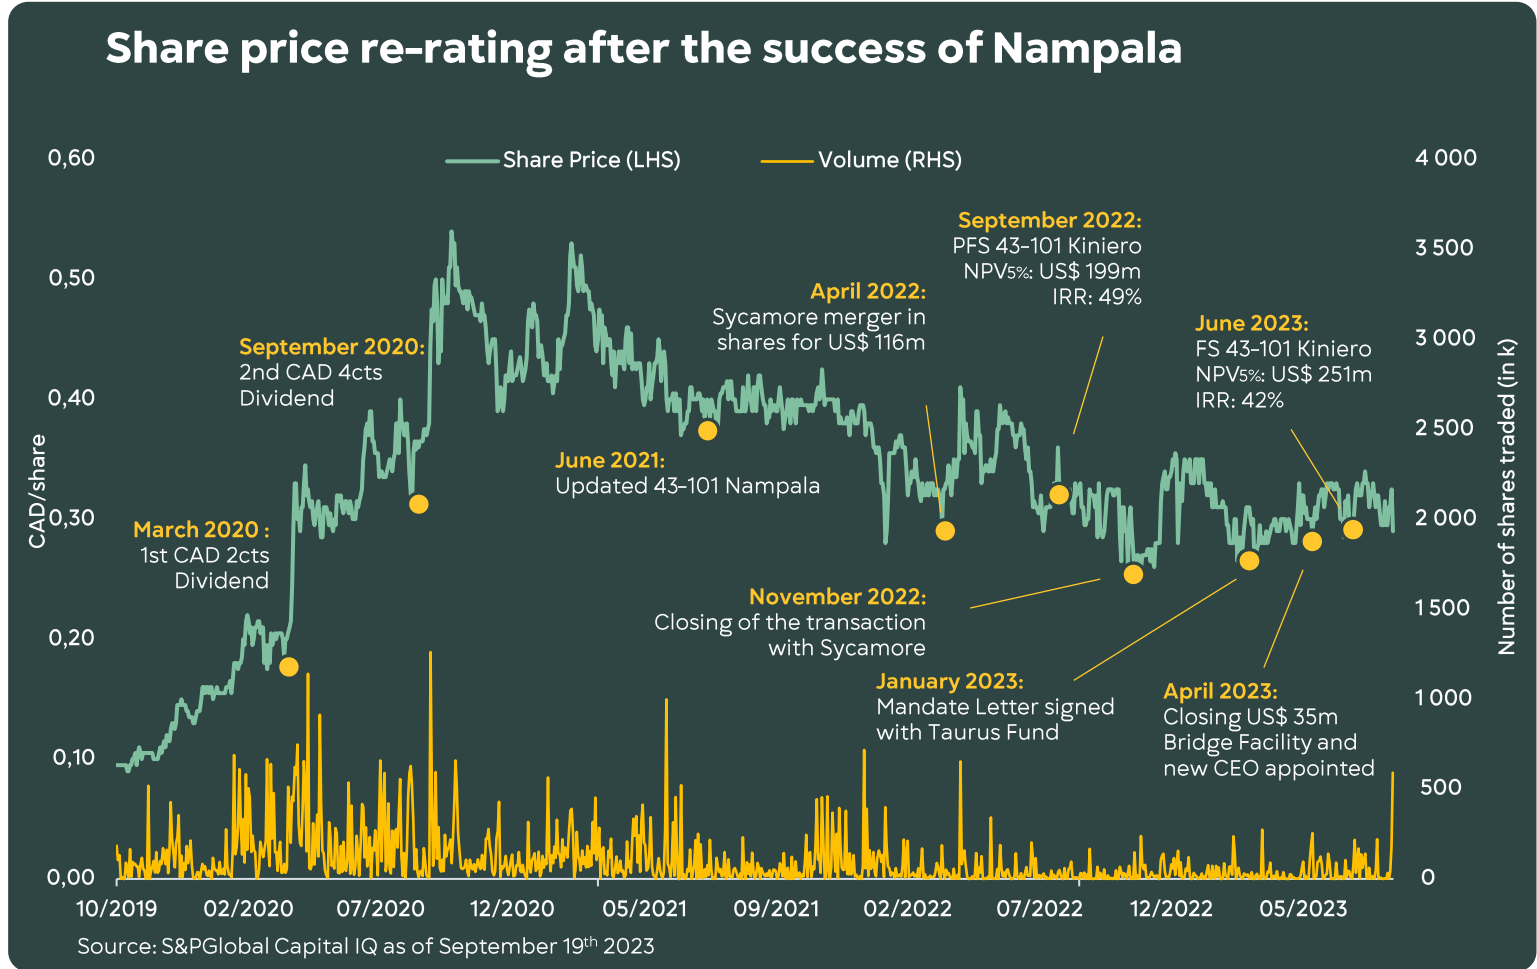 Share price re-rating after the success of Nampala
Share Price (LHS)
Volume (RHS)
0,60
0,50
0,40
0,30
0,20
0,10
0,00
CAD/share
4 000
3 500
3 000
2 500
2 000
1 500
1 000
500
0
Number of shares traded (in k)
March 2020 :
1st CAD 2cts
Dividend
September 2020:
2nd CAD 4cts
Dividend
June 2021:
Updated 43-101 Nampala
April 2022:
Sycamore merger in
shares for US$ 116m
September 2022:
PFS 43-101 Kiniero
NPV5%: US$ 199m
IRR: 49%
November 2022:
Closing of the transaction
with Sycamore
January 2023:
Mandate Letter signed
with Taurus Fund
April 2023:
Closing US$ 35m
Bridge Facility and
new CEO appointed
June 2023:
FS 43-101 Kiniero
NPV5%: US$ 251m
IRR: 42%
10/2019
02/2020
07/2020
12/2020
05/2021
09/2021
02/2022
07/2022
12/2022
05/2023
Source: S&PGlobal Capital IQ as of September 19th 2023